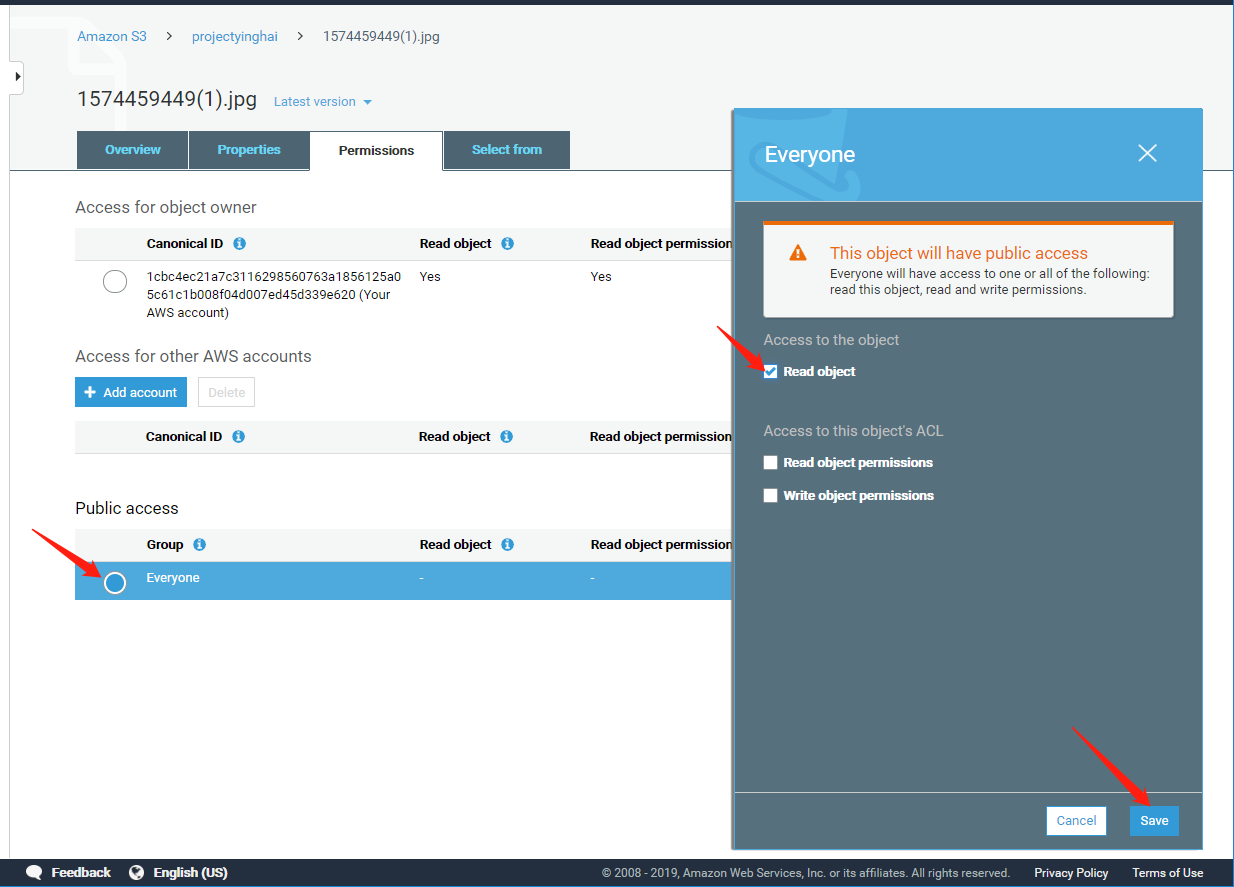 Amazon S3 > projectyinghai > 1574459449(1).jpg
1574459449(1).jpg Latest version
Overview Properties Permissions Select from
Access for object owner
Canonical ID Read object Read object permission
1cbc4ec21a7c3116298560763a1856125a0 Yes Yes
5c61c1b008f04d007ed45d339e620 (Your
AWS account)
Access for other AWS accounts
+ Add account Delete
Canonical ID Read object Read object permission
Public access
Group Read object Read object permission
Everyone - -
Everyone
This object will have public access
Everyone will have access to one or all of the following:
read this object, read and write permissions.
Access to the object
Read object
Access to this object's ACL
Read object permissions
Write object permissions
Cancel Save
Feedback English (US) © 2008 - 2019, Amazon Web Services, Inc. or its affiliates. All rights reserved. Privacy Policy Terms of Use